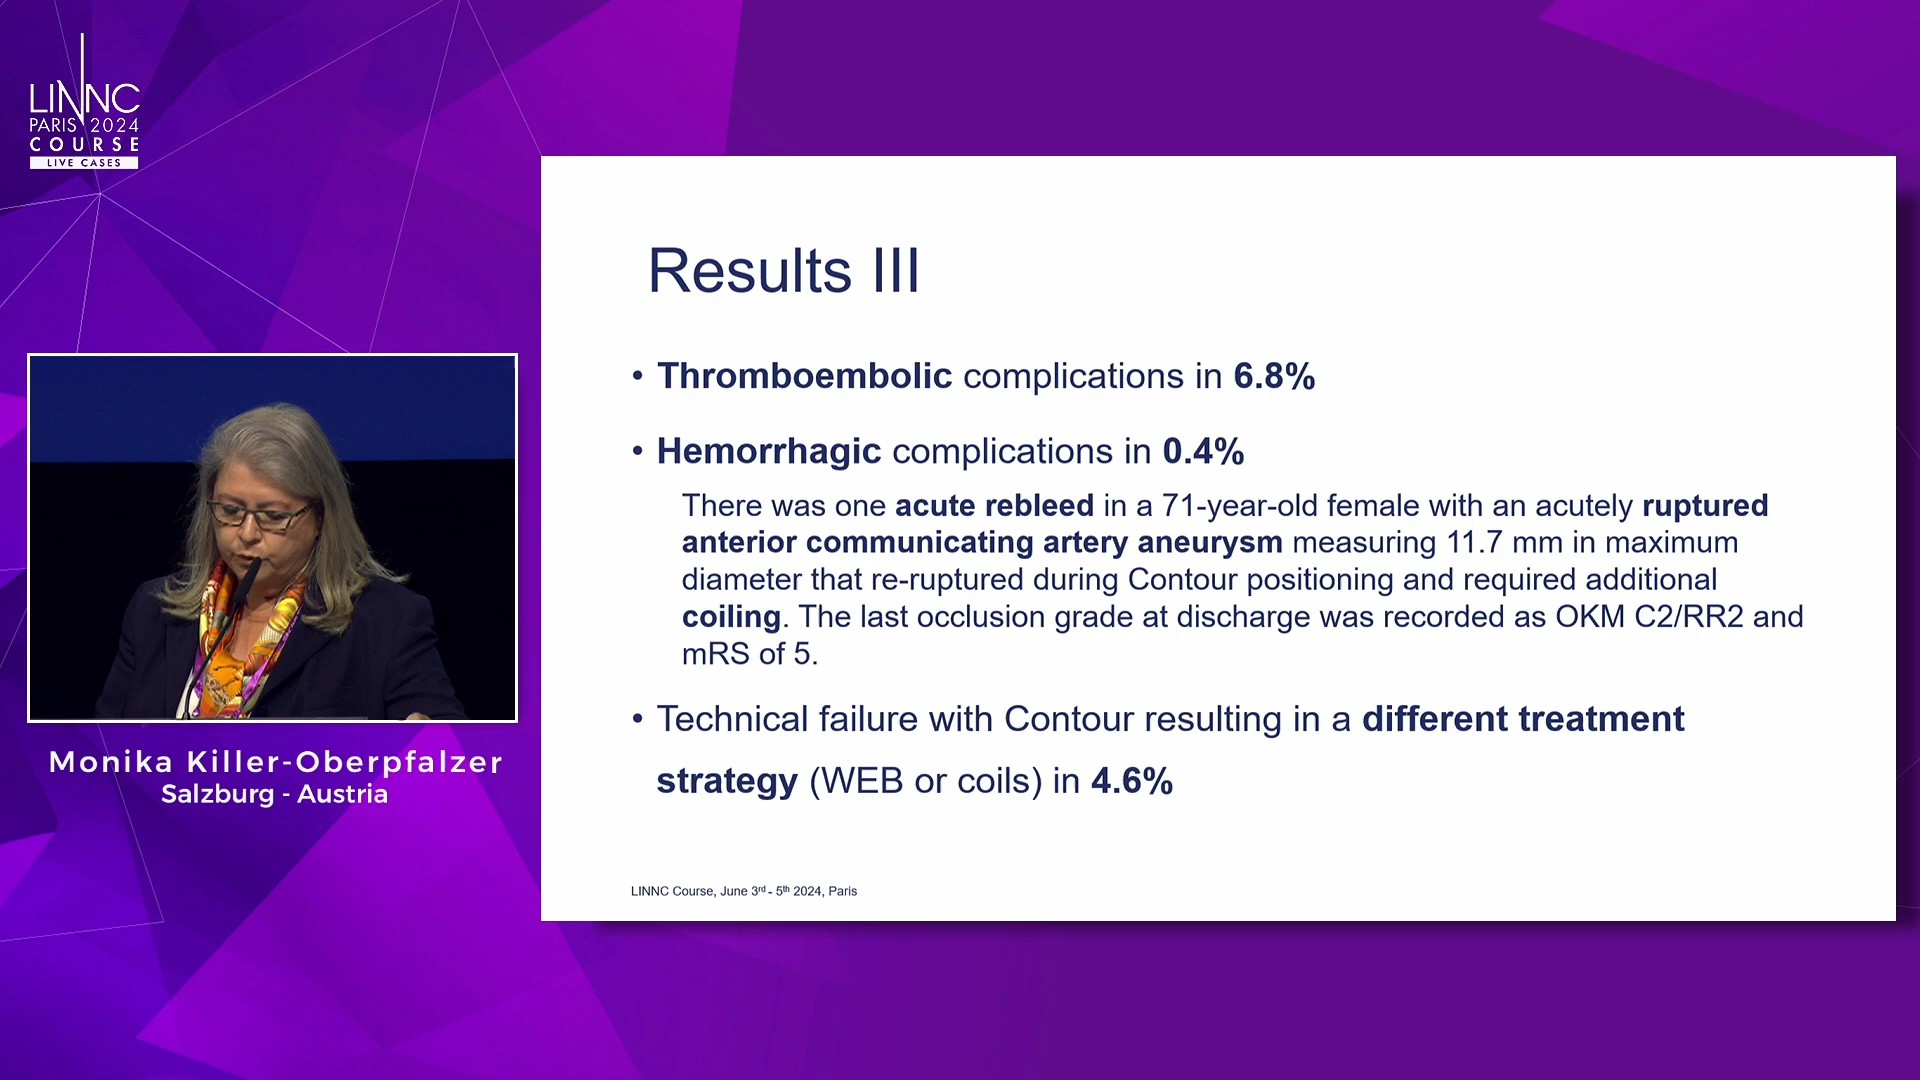 LINNC
PARIS 2024
COURSE
LIVE CASES
Monika Killer-Oberpfalzer
Salzburg - Austria
Results III
• Thromboembolic complications in 6.8%
• Hemorrhagic complications in 0.4%
There was one acute rebleed in a 71-year-old female with an acutely ruptured
anterior communicating artery aneurysm measuring 11.7 mm in maximum
diameter that re-ruptured during Contour positioning and required additional
coiling. The last occlusion grade at discharge was recorded as OKM C2/RR2 and
mRS of 5.
• Technical failure with Contour resulting in a different treatment
strategy (WEB or coils) in 4.6%
LINNC Course, June 3rd - 5th 2024, Paris